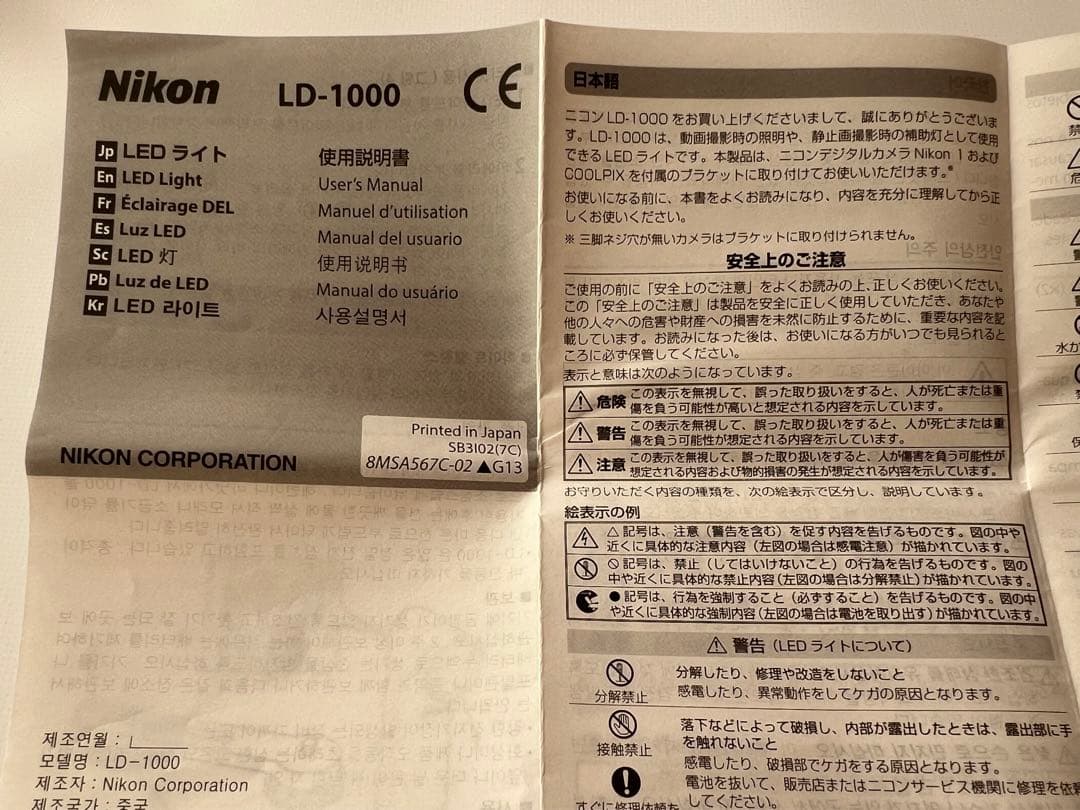 Nikon LD-1000 CE
Jp LED ライト 使用説明書
En LED Light User's Manual
Fr Éclairage DEL Manuel d'utilisation
Es Luz LED Manual del usuario
Sc LED 灯 使用说明书
Pb Luz de LED Manual do usuário
Kr LED 라이트 사용설명서
NIKON CORPORATION
Printed in Japan
SB3I02(7C)
8MSA567C-02 ▲G13
제조연월 :
모델명 : LD-1000
제조자 : Nikon Corporation
제조국가 : 중국
日本語
ニコン LD-1000 をお買い上げくださいまして、誠にありがとうございま
す。LD-1000 は、動画撮影時の照明や、静止画撮影時の補助灯として使用
できる LED ライトです。本製品は、ニコンデジタルカメラ Nikon 1 および
COOLPIX を付属のブラケットに取り付けてお使いいただけます。※
お使いになる前に、本書をよくお読みになり、内容を充分に理解してから正
しくお使いください。
※ 三脚ネジ穴が無いカメラはブラケットに取り付けられません。
安全上のご注意
ご使用の前に「安全上のご注意」をよくお読みの上、正しくお使いください。
この「安全上のご注意」は製品を安全に正しく使用していただき、あなたや
他の人々への危害や財産への損害を未然に防止するために、重要な内容を記
載しています。お読みになった後は、お使いになる方がいつでも見られると
ころに必ず保管してください。
表示と意味は次のようになっています。
危険 この表示を無視して、誤った取り扱いをすると、人が死亡または重
傷を負う可能性が高いと想定される内容を示しています。
警告 この表示を無視して、誤った取り扱いをすると、人が死亡または重
傷を負う可能性が想定される内容を示しています。
注意 この表示を無視して、誤った取り扱いをすると、人が傷害を負う可能性が
想定される内容および物的損害の発生が想定される内容を示しています。
お守りいただく内容の種類を、次の絵表示で区分し、説明しています。
絵表示の例
△ 記号は、注意（警告を含む）を促す内容を告げるものです。図の中や
近くに具体的な注意内容（左図の場合は感電注意）が描かれています。
記号は、禁止（してはいけないこと）の行為を告げるものです。図の
中や近くに具体的な禁止内容（左図の場合は分解禁止）が描かれています。
● 記号は、行為を強制すること（必ずすること）を告げるものです。図の中
や近くに具体的な強制内容（左図の場合は電池を取り出す）が描かれています。
警告（LED ライトについて）
分解禁止
分解したり、修理や改造をしないこと
感電したり、異常動作をしてケガの原因となります。
接触禁止
落下などによって破損し、内部が露出したときは、露出部に手
を触れないこと
感電したり、破損部でケガをする原因となります。
すぐに修理依頼を
電池を抜いて、販売店またはニコンサービス機関に修理を依頼
してください。